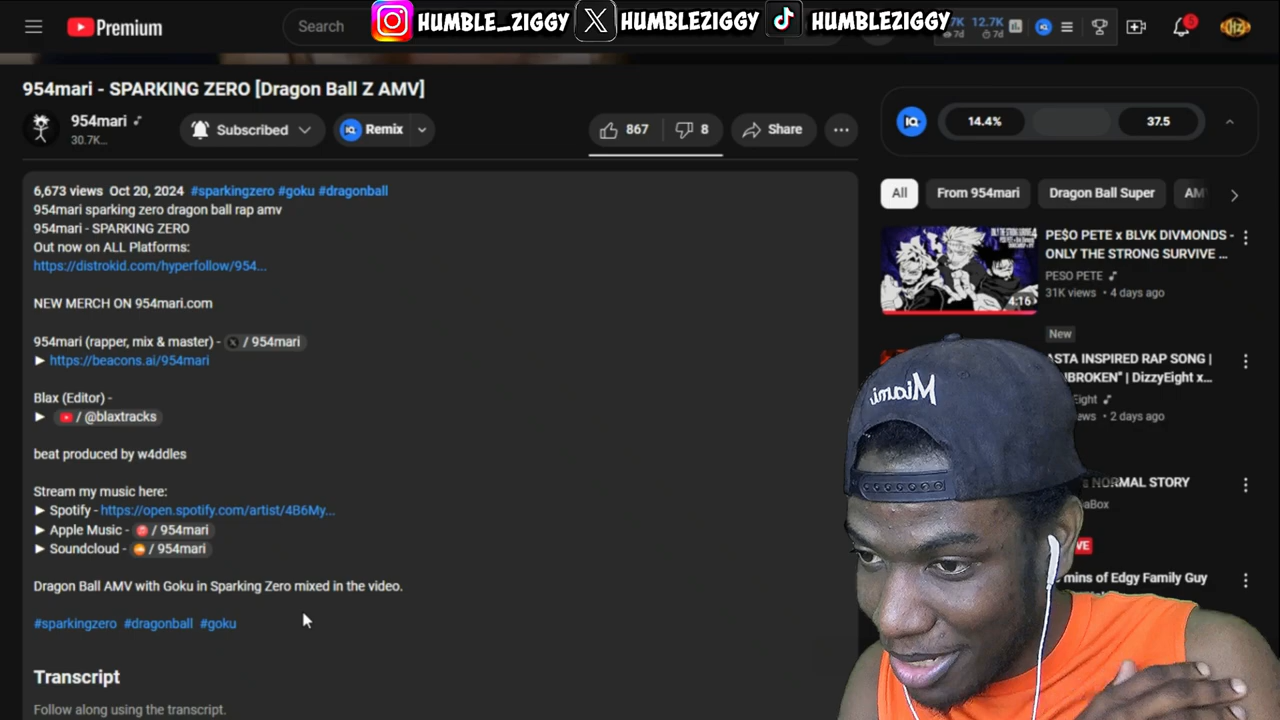 Premium
Search
HUMBLE_ZIGGY
HUMBLEZIGGY
HUMBLEZIGGY
12.7K
7d
7d
954mari - SPARKING ZERO [Dragon Ball Z AMV]
954mari
30.7K...
Subscribed
Remix
867
8
Share
IQ
14.4%
37.5
6,673 views Oct 20, 2024 #sparkingzero #goku #dragonball
954mari sparking zero dragon ball rap amv
954mari - SPARKING ZERO
Out now on ALL Platforms:
https://distrokid.com/hyperfollow/954...
NEW MERCH ON 954mari.com
954mari (rapper, mix & master) - / 954mari
► https://beacons.ai/954mari
Blax (Editor) -
► / @blaxtracks
beat produced by w4ddles
Stream my music here:
► Spotify - https://open.spotify.com/artist/4B6My...
► Apple Music - / 954mari
► Soundcloud - / 954mari
Dragon Ball AMV with Goku in Sparking Zero mixed in the video.
#sparkingzero #dragonball #goku
Transcript
Follow along using the transcript.
All
From 954mari
Dragon Ball Super
AM
PE$O PETE x BLVK DIVMONDS -
ONLY THE STRONG SURVIVE ...
PESO PETE
31K views • 4 days ago
4:16
New
ASTA INSPIRED RAP SONG |
DizzyEight x...
• 2 days ago
NORMAL STORY
mins of Edgy Family Guy
Miami